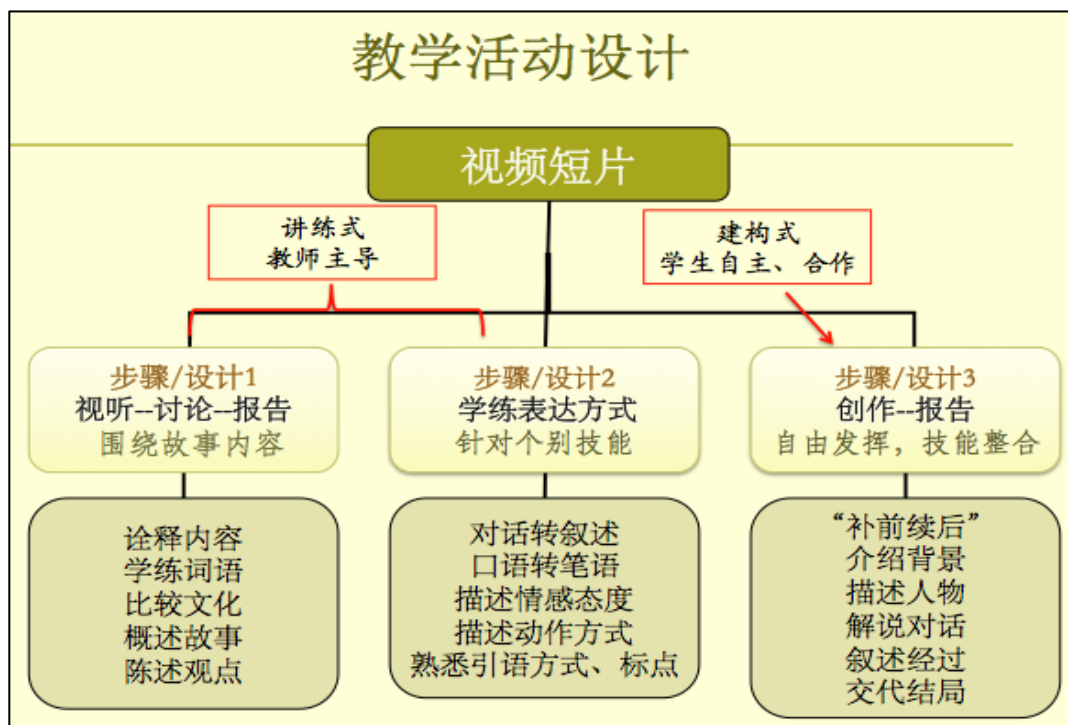 教学活动设计
视频短片
讲练式
教师主导
建构式
学生自主、合作
步骤/设计1
视听--讨论--报告
围绕故事内容
诠释内容
学练词语
比较文化
概述故事
陈述观点
步骤/设计2
学练表达方式
针对个别技能
对话转叙述
口语转笔语
描述情感态度
描述动作方式
熟悉引语方式、标点
步骤/设计3
创作--报告
自由发挥，技能整合
“补前续后”
介绍背景
描述人物
解说对话
叙述经过
交代结局